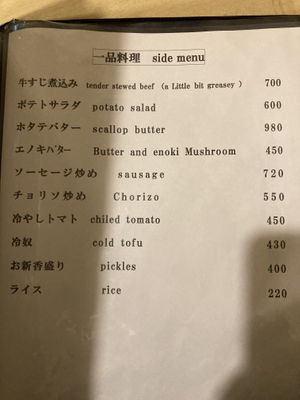 一品料理 side menu
牛すじ煮込み tender stewed beef (a Little bit greasey ) 700
ポテトサラダ potato salad 600
ホタテバター scallop butter 980
エノキバター Butter and enoki Mushroom 450
ソーセージ炒め sausage 720
チョリソ炒め Chorizo 550
冷やしトマト chiled tomato 450
冷奴 cold tofu 430
お新香盛り pickles 400
ライス rice 220